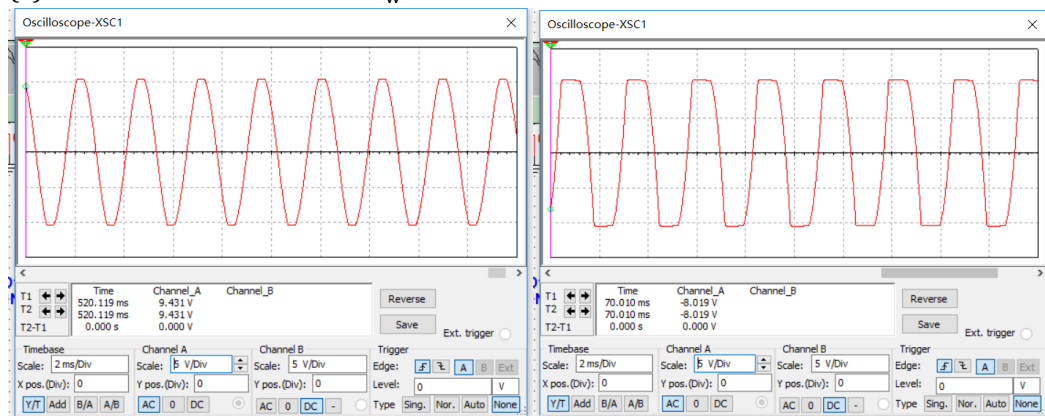 Oscilloscope-XSC1
T1
T2
T2-T1
Time Channel_A Channel_B
520.119 ms 9.431 V
520.119 ms 9.431 V
0.000 s 0.000 V
Reverse
Save
Ext. trigger
Timebase
Scale: 2 ms/Div
X pos.(Div): 0
Y/T Add B/A A/B
Channel A
Scale: 5 V/Div
Y pos.(Div): 0
AC 0 DC
Channel B
Scale: 5 V/Div
Y pos.(Div): 0
AC 0 DC -
Trigger
Edge: A B Ext
Level: 0 V
Type Sing. Nor. Auto None
Oscilloscope-XSC1
T1
T2
T2-T1
Time Channel_A Channel_B
70.010 ms -8.019 V
70.010 ms -8.019 V
0.000 s 0.000 V
Reverse
Save
Ext. trigger
Timebase
Scale: 2 ms/Div
X pos.(Div): 0
Y/T Add B/A A/B
Channel A
Scale: 5 V/Div
Y pos.(Div): 0
AC 0 DC
Channel B
Scale: 5 V/Div
Y pos.(Div): 0
AC 0 DC -
Trigger
Edge: A B Ext
Level: 0 V
Type Sing. Nor. Auto None